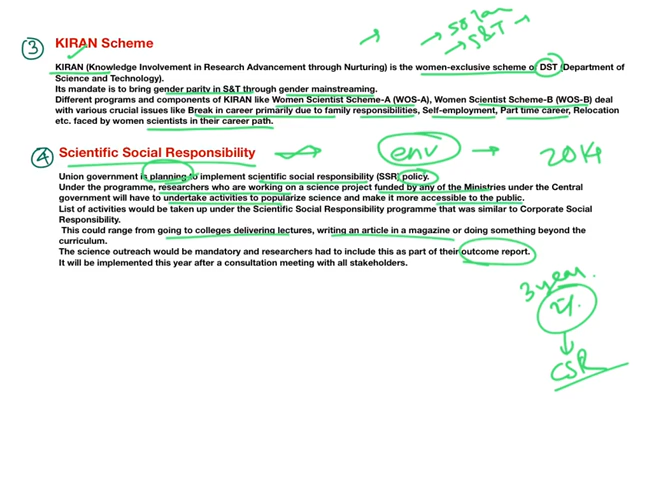 solar
S&T
3
KIRAN Scheme
KIRAN (Knowledge Involvement in Research Advancement through Nurturing) is the women-exclusive scheme of DST (Department of
Science and Technology).
Its mandate is to bring gender parity in S&T through gender mainstreaming.
Different programs and components of KIRAN like Women Scientist Scheme-A (WOS-A), Women Scientist Scheme-B (WOS-B) deal
with various crucial issues like Break in career primarily due to family responsibilities, Self-employment, Part time career, Relocation
etc. faced by women scientists in their career path.
4
Scientific Social Responsibility
env
2014
Union government is planning to implement scientific social responsibility (SSR) policy.
Under the programme, researchers who are working on a science project funded by any of the Ministries under the Central
government will have to undertake activities to popularize science and make it more accessible to the public.
List of activities would be taken up under the Scientific Social Responsibility programme that was similar to Corporate Social
Responsibility.
This could range from going to colleges delivering lectures, writing an article in a magazine or doing something beyond the
curriculum.
The science outreach would be mandatory and researchers had to include this as part of their outcome report.
It will be implemented this year after a consultation meeting with all stakeholders.
3 year.
2%
CSR